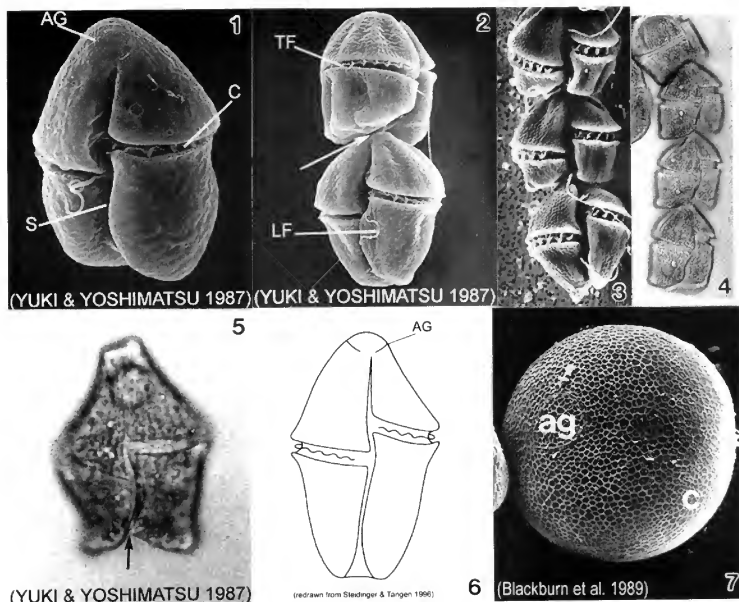 AG
1
C
S
(YUKI & YOSHIMATSU 1987)
2
TF
LF
(YUKI & YOSHIMATSU 1987)
3
4
5
(YUKI & YOSHIMATSU 1987)
AG
6
(redrawn from Steidinger & Tangen 1996)
ag
c
(Blackburn et al. 1989)
7